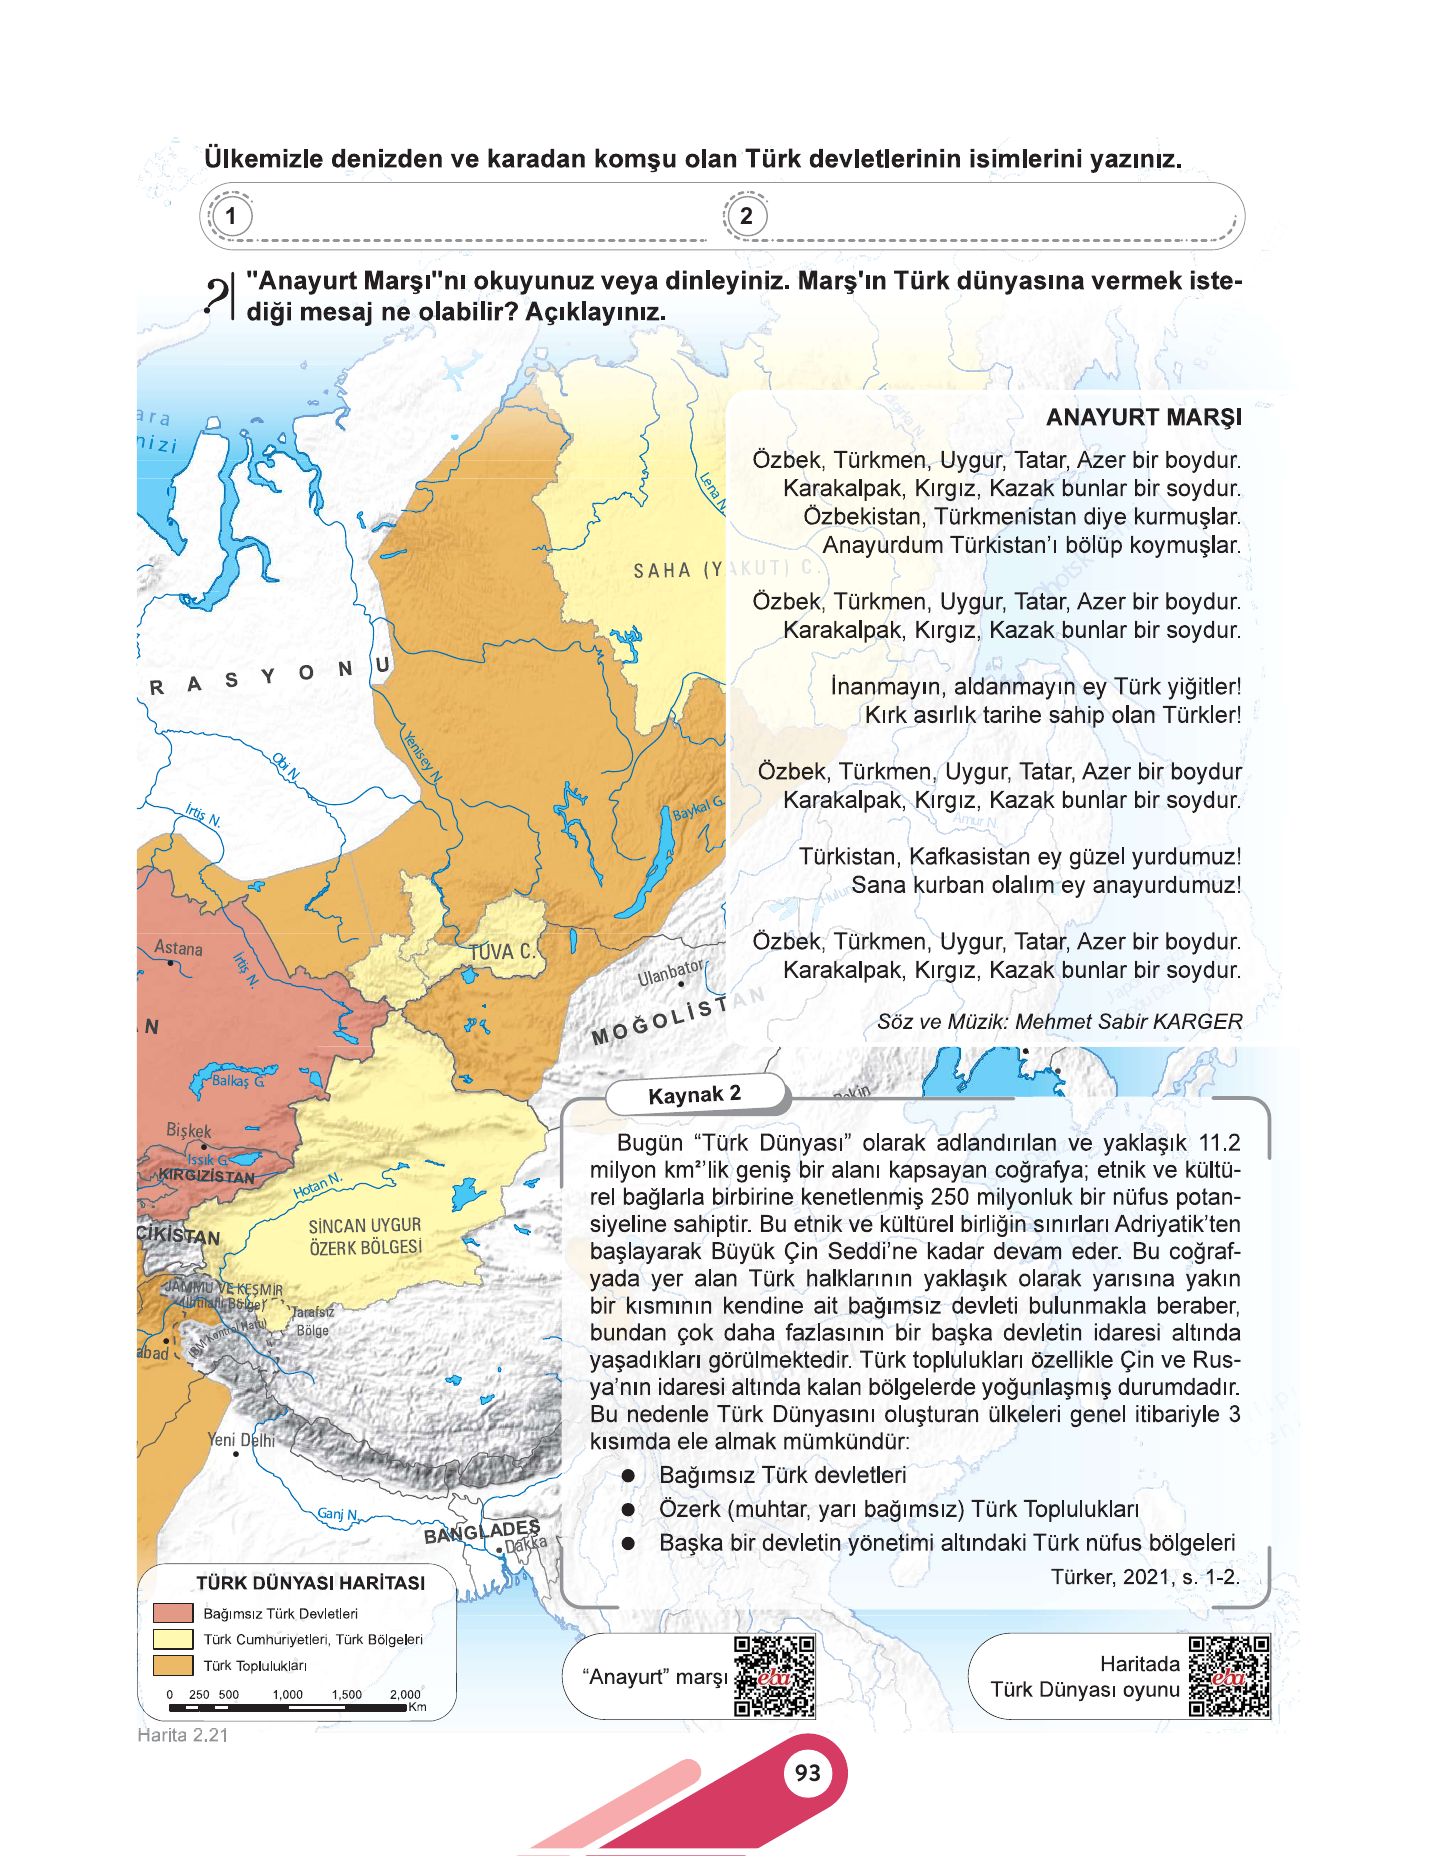 Ülkemizle denizden ve karadan komşu olan Türk devletlerinin isimlerini yazınız.
1
2
?
"Anayurt Marşı"nı okuyunuz veya dinleyiniz. Marş'ın Türk dünyasına vermek iste-
diği mesaj ne olabilir? Açıklayınız.
ANAYURT MARŞI
Özbek, Türkmen, Uygur, Tatar, Azer bir boydur.
Karakalpak, Kırgız, Kazak bunlar bir soydur.
Özbekistan, Türkmenistan diye kurmuşlar.
Anayurdum Türkistan’ı bölüp koymuşlar.
Özbek, Türkmen, Uygur, Tatar, Azer bir boydur.
Karakalpak, Kırgız, Kazak bunlar bir soydur.
İnanmayın, aldanmayın ey Türk yiğitler!
Kırk asırlık tarihe sahip olan Türkler!
Özbek, Türkmen, Uygur, Tatar, Azer bir boydur
Karakalpak, Kırgız, Kazak bunlar bir soydur.
Türkistan, Kafkasistan ey güzel yurdumuz!
Sana kurban olalım ey anayurdumuz!
Özbek, Türkmen, Uygur, Tatar, Azer bir boydur.
Karakalpak, Kırgız, Kazak bunlar bir soydur.
Söz ve Müzik: Mehmet Sabir KARGER
ara
nizi
Lena N.
SAHA (YAKUT) C.
RASYONU
Yenisey N.
Obi N.
İrtiş N.
Baykal G.
Amur N.
Astana
İrtiş N.
TUVA C.
Ulanbator
MOĞOLİSTAN
AN
Balkaş G.
Bişkek
Issık G.
KIRGIZİSTAN
Hotan N.
SİNCAN UYGUR
ÖZERK BÖLGESİ
CİKİSTAN
JAMMU VE KEŞMİR
(İhtilaflı Bölge)
Tarafsız
Bölge
abad
Yeni Delhi
Ganj N.
BANGLADEŞ
Dakka
Pekin
Kaynak 2
Bugün “Türk Dünyası” olarak adlandırılan ve yaklaşık 11.2
milyon km²’lik geniş bir alanı kapsayan coğrafya; etnik ve kültü-
rel bağlarla birbirine kenetlenmiş 250 milyonluk bir nüfus potan-
siyeline sahiptir. Bu etnik ve kültürel birliğin sınırları Adriyatik’ten
başlayarak Büyük Çin Seddi’ne kadar devam eder. Bu coğraf-
yada yer alan Türk halklarının yaklaşık olarak yarısına yakın
bir kısmının kendine ait bağımsız devleti bulunmakla beraber,
bundan çok daha fazlasının bir başka devletin idaresi altında
yaşadıkları görülmektedir. Türk toplulukları özellikle Çin ve Rus-
ya’nın idaresi altında kalan bölgelerde yoğunlaşmış durumdadır.
Bu nedenle Türk Dünyasını oluşturan ülkeleri genel itibariyle 3
kısımda ele almak mümkündür:
● Bağımsız Türk devletleri
● Özerk (muhtar, yarı bağımsız) Türk Toplulukları
● Başka bir devletin yönetimi altındaki Türk nüfus bölgeleri
Türker, 2021, s. 1-2.
TÜRK DÜNYASI HARİTASI
Bağımsız Türk Devletleri
Türk Cumhuriyetleri, Türk Bölgeleri
Türk Toplulukları
0 250 500 1,000 1,500 2,000
Km
Harita 2.21
“Anayurt” marşı
eba
Haritada
Türk Dünyası oyunu
eba
93